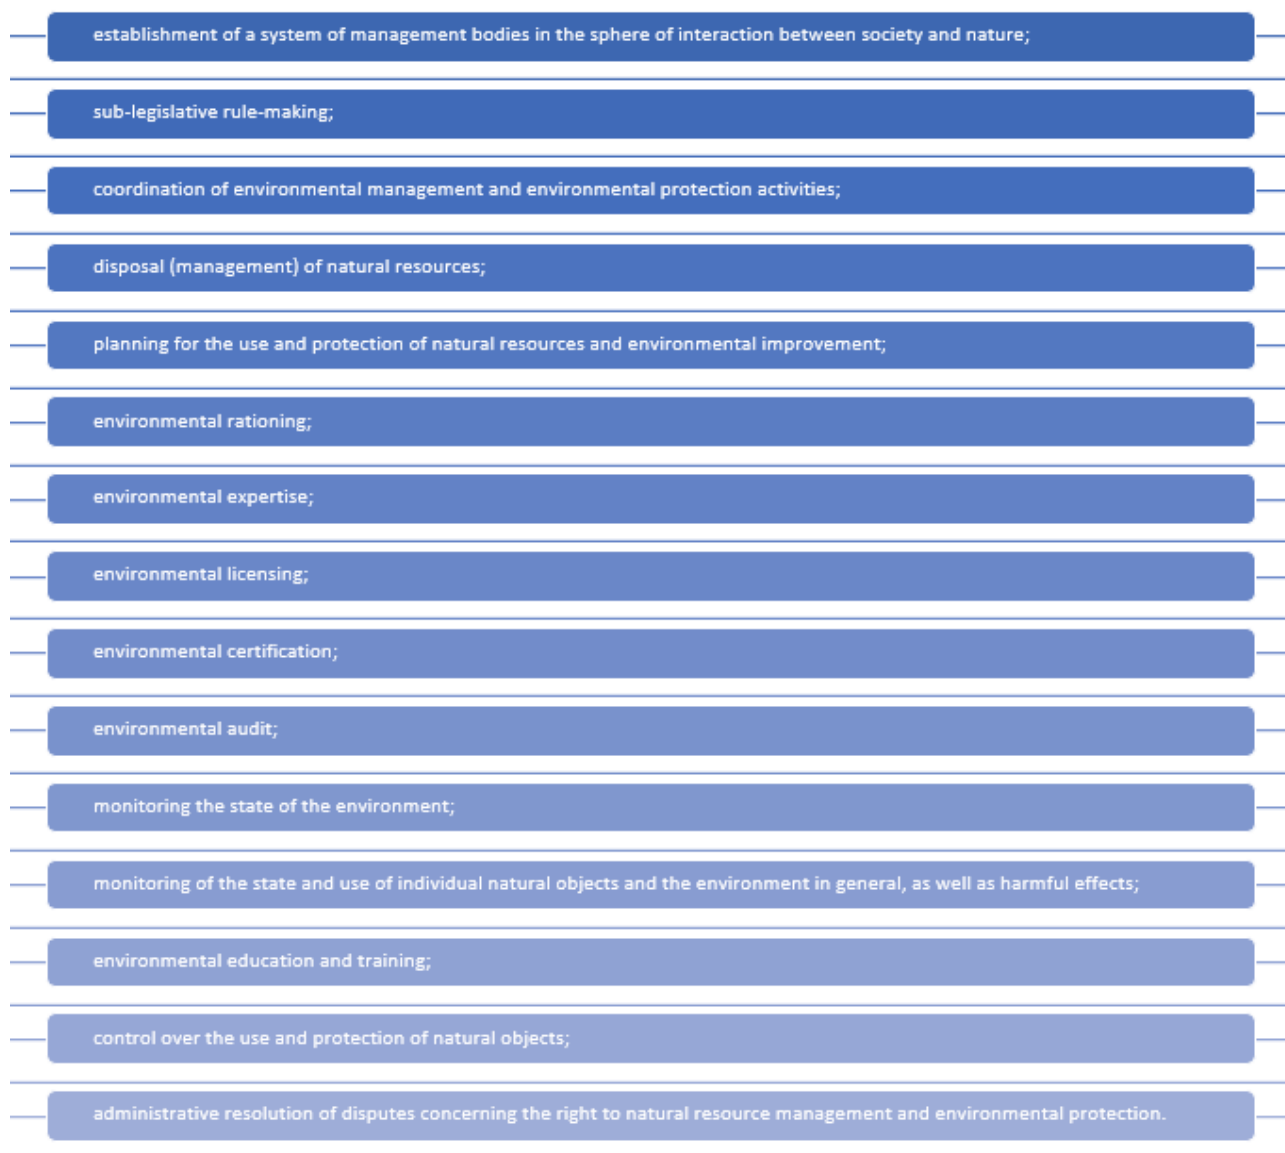 establishment of a system of management bodies in the sphere of interaction between society and nature;
sub-legislative rule-making;
coordination of environmental management and environmental protection activities;
disposal (management) of natural resources;
planning for the use and protection of natural resources and environmental improvement;
environmental rationing;
environmental expertise;
environmental licensing;
environmental certification;
environmental audit;
monitoring the state of the environment;
monitoring of the state and use of individual natural objects and the environment in general, as well as harmful effects;
environmental education and training;
control over the use and protection of natural objects;
administrative resolution of disputes concerning the right to natural resource management and environmental protection.